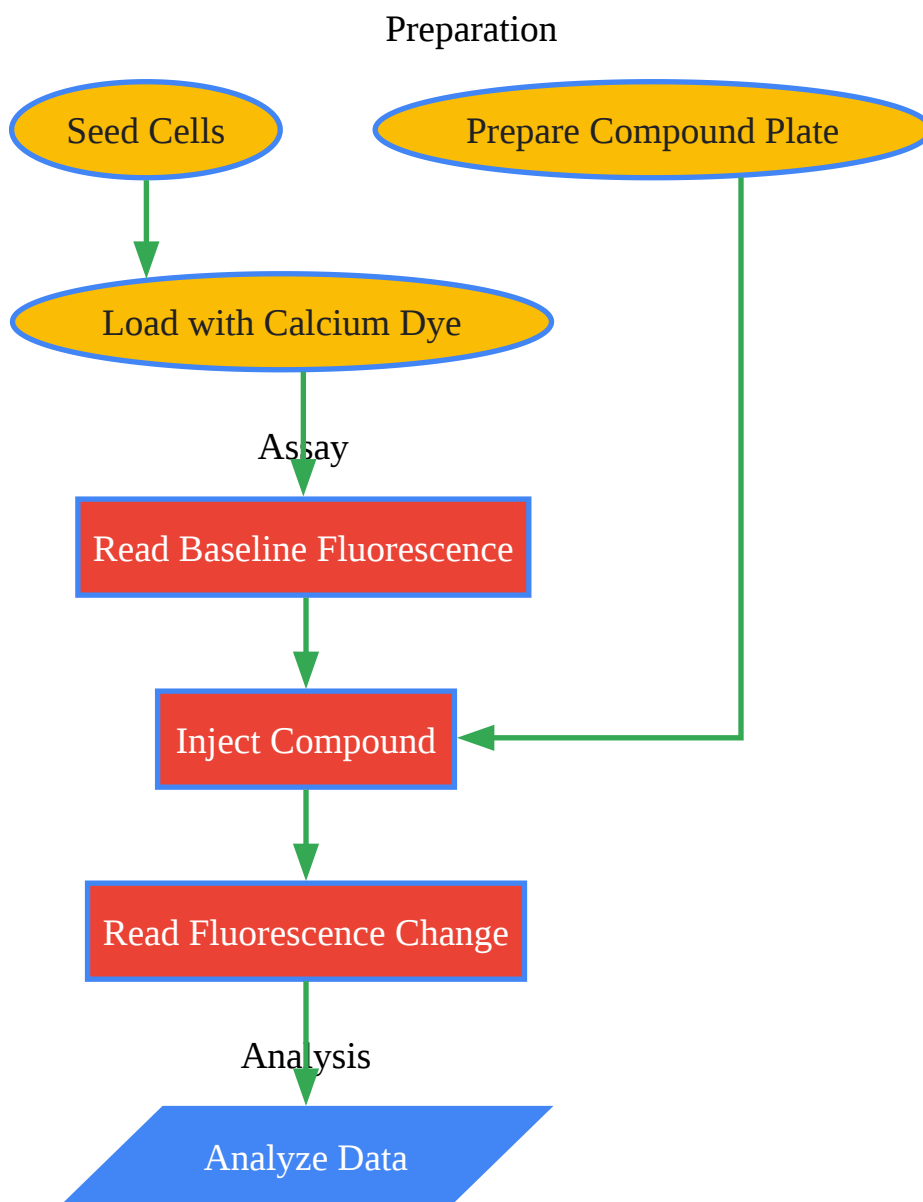 Preparation
Seed Cells
Prepare Compound Plate
Load with Calcium Dye
Assay
Read Baseline Fluorescence
Inject Compound
Read Fluorescence Change
Analysis
Analyze Data